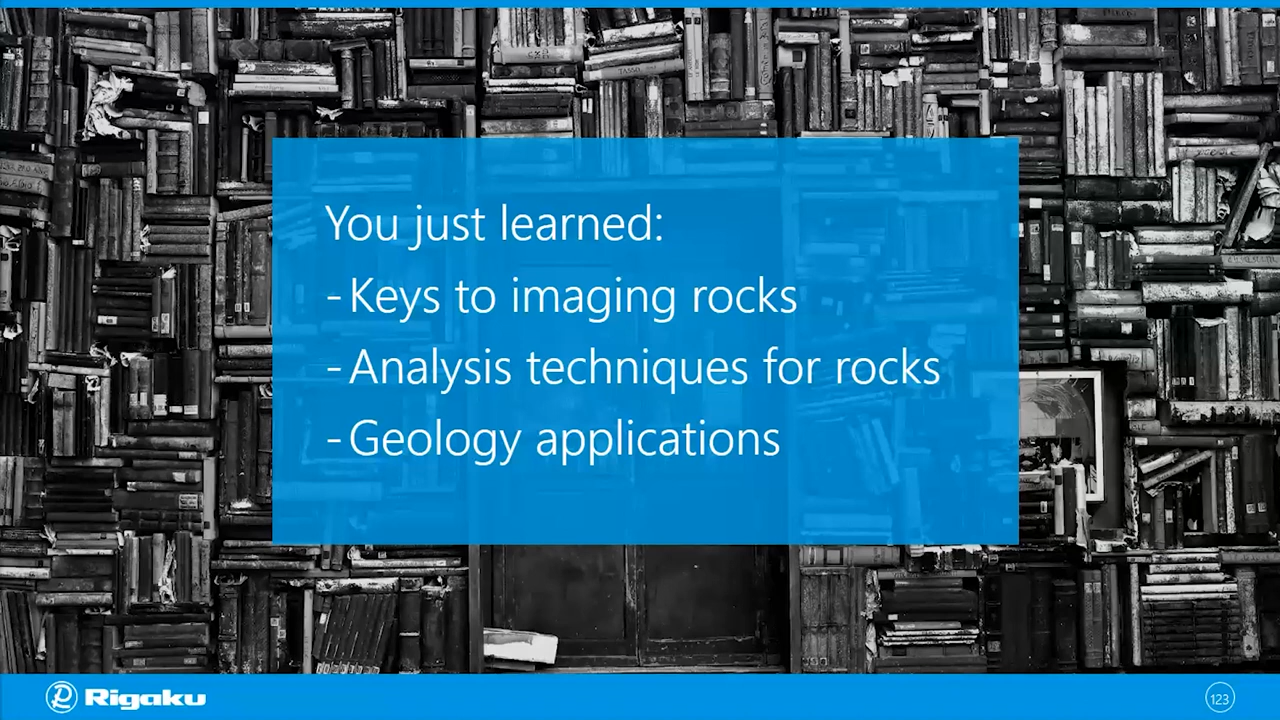 You just learned:
-Keys to imaging rocks
-Analysis techniques for rocks
-Geology applications
Rigaku
123